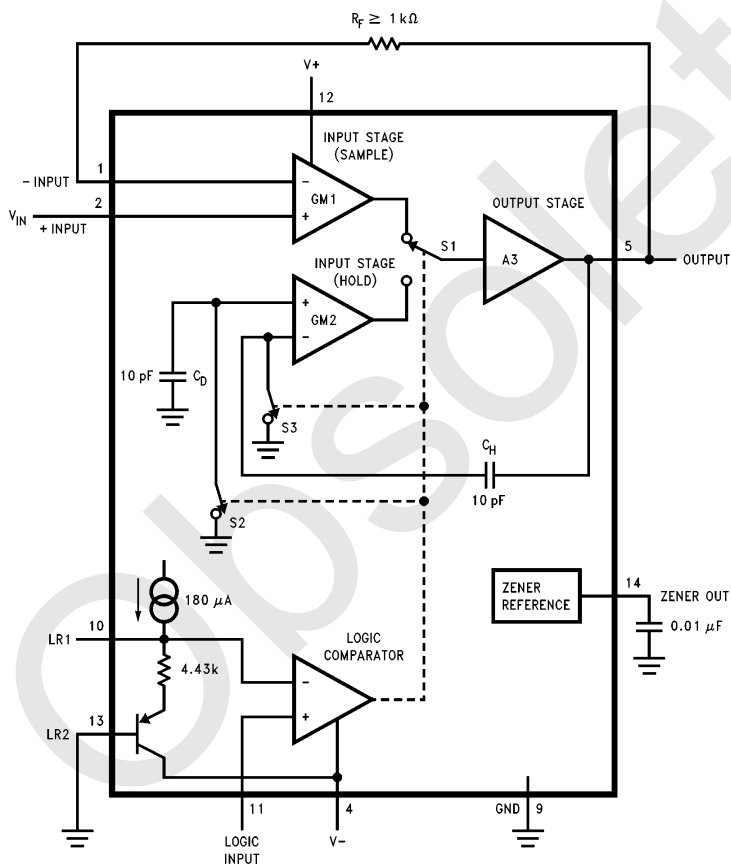 R_F ≥ 1 kΩ
V+
12
INPUT STAGE
(SAMPLE)
1
- INPUT
2
V_IN
+ INPUT
-
GM1
+
OUTPUT STAGE
S1
A3
5
OUTPUT
INPUT STAGE
(HOLD)
+
GM2
-
10 pF
C_D
S3
C_H
10 pF
S2
ZENER
REFERENCE
14
ZENER OUT
0.01 μF
180 μA
10
LR1
LOGIC
COMPARATOR
4.43k
-
+
13
LR2
11
LOGIC
INPUT
4
V-
GND
9
Obsolete